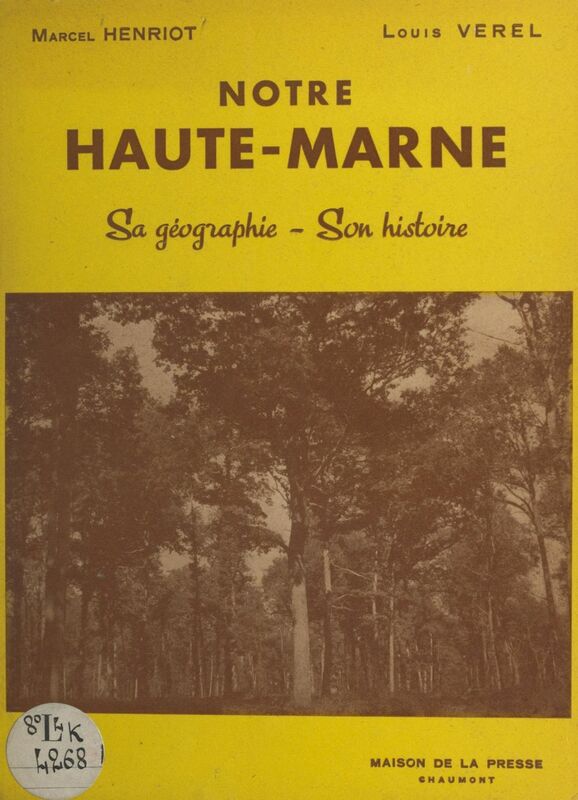 MARCEL HENRIOT
LOUIS VEREL
NOTRE
HAUTE-MARNE
Sa géographie - Son histoire
8° LK
4268
MAISON DE LA PRESSE
CHAUMONT